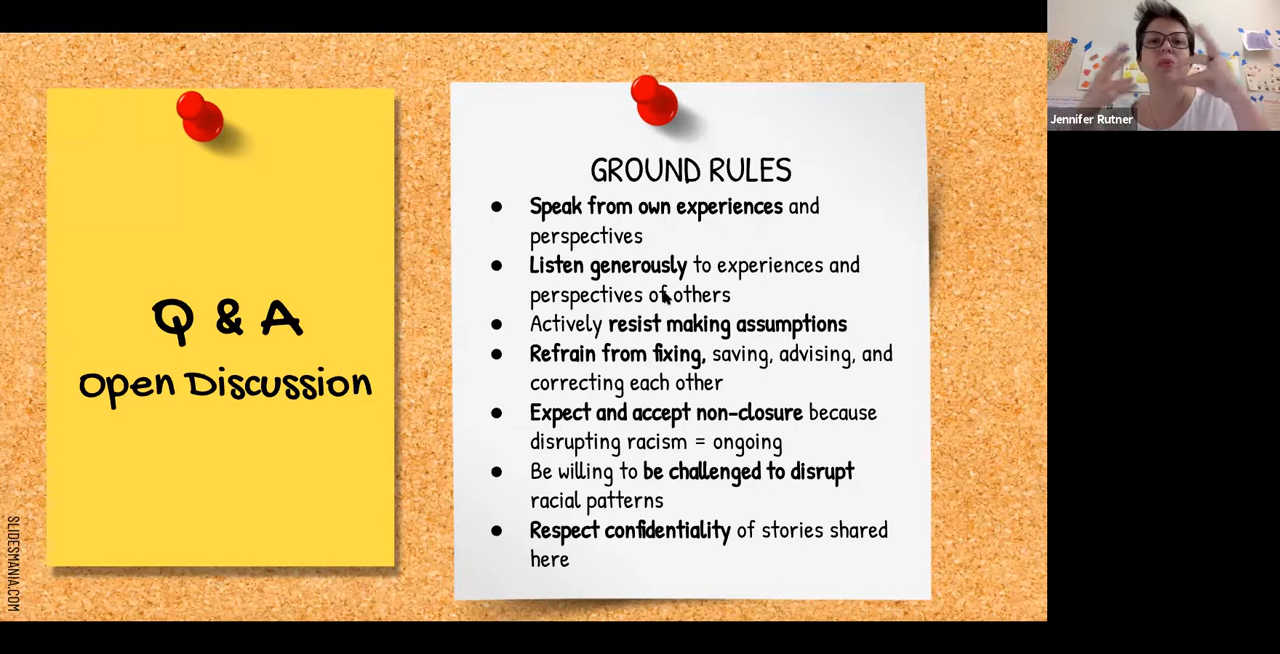 Q & A
Open Discussion
GROUND RULES
● Speak from own experiences and
perspectives
● Listen generously to experiences and
perspectives of others
● Actively resist making assumptions
● Refrain from fixing, saving, advising, and
correcting each other
● Expect and accept non-closure because
disrupting racism = ongoing
● Be willing to be challenged to disrupt
racial patterns
● Respect confidentiality of stories shared
here
SLIDESMANIA.COM
Jennifer Rutner